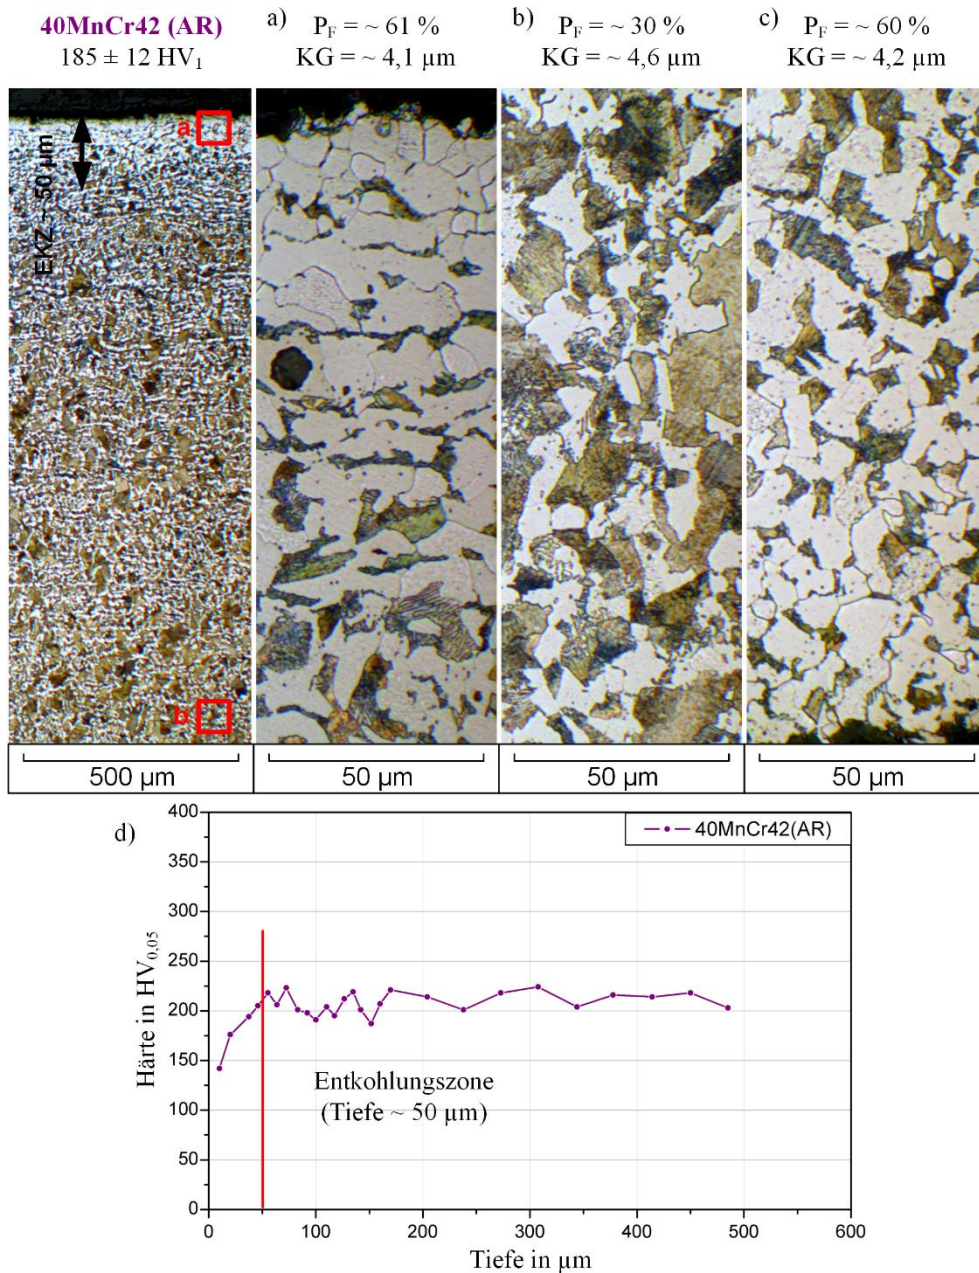 40MnCr42 (AR)
185 ± 12 HV₁
a)
P_F = ~ 61 %
KG = ~ 4,1 µm
b)
P_F = ~ 30 %
KG = ~ 4,6 µm
c)
P_F = ~ 60 %
KG = ~ 4,2 µm
a
EKZ ~ 50 µm
b
500 µm
50 µm
50 µm
50 µm
d)
40MnCr42(AR)
400
350
300
250
200
150
100
50
0
Härte in HV₀,₀₅
Entkohlungszone
(Tiefe ~ 50 µm)
0 100 200 300 400 500 600
Tiefe in µm